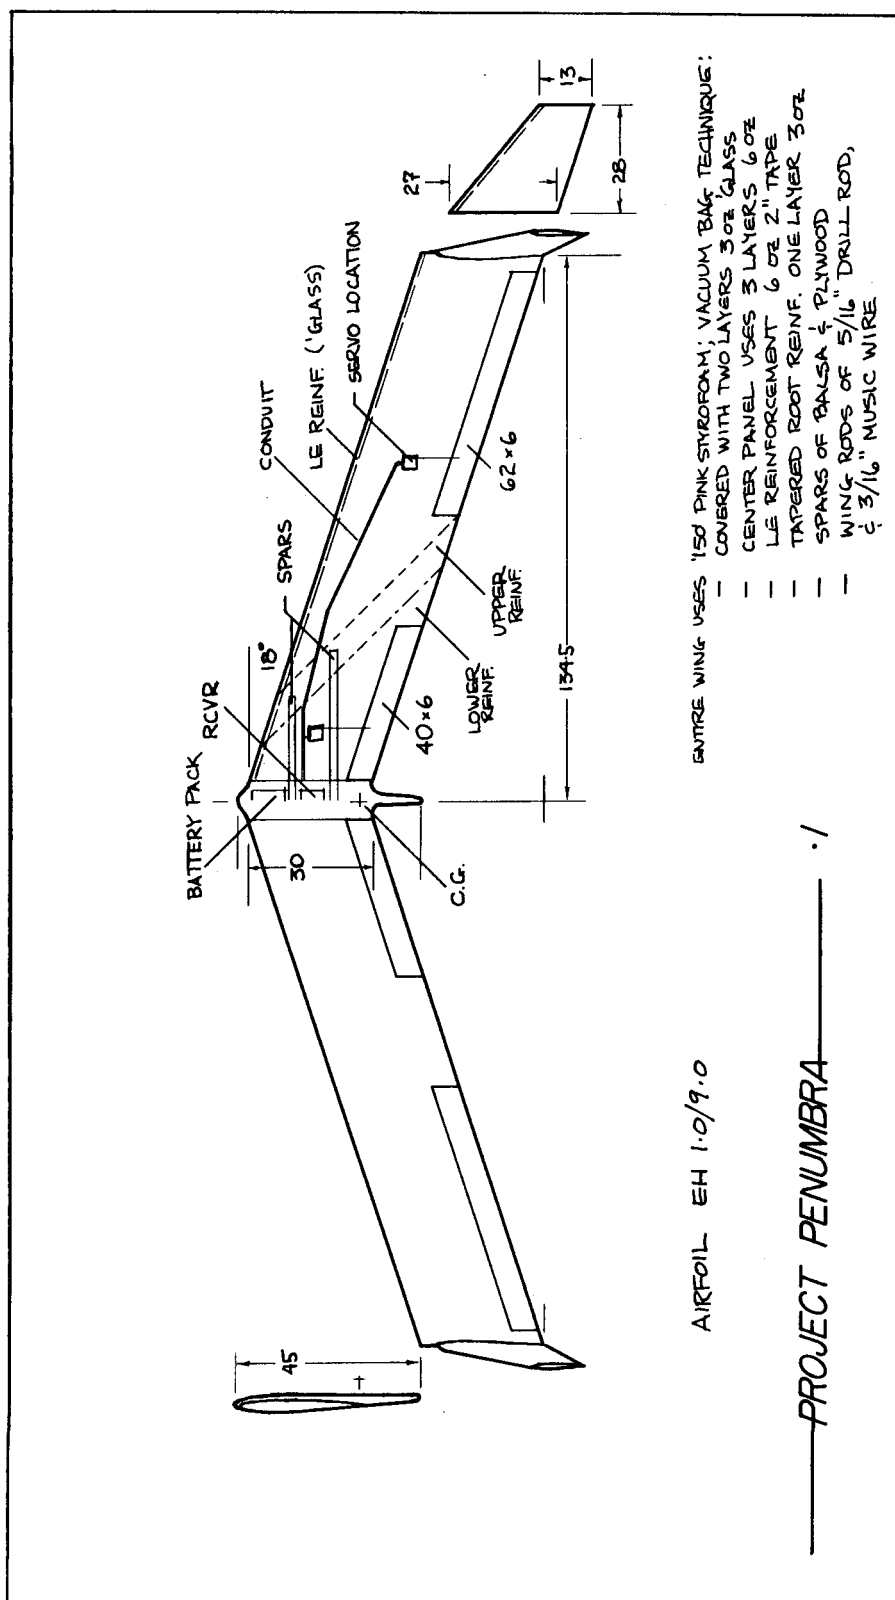 BATTERY PACK
RCVR
18°
SPARS
CONDUIT
LE REINF. ('GLASS)
SERVO LOCATION
27
13
28
45
30
C.G.
40×6
LOWER
REINF.
UPPER
REINF.
62×6
134.5
AIRFOIL EH 1.0/9.0
ENTIRE WING USES '150' PINK STYROFOAM; VACUUM BAG TECHNIQUE:
— COVERED WITH TWO LAYERS 3 OZ 'GLASS
— CENTER PANEL USES 3 LAYERS 6 OZ
— LE REINFORCEMENT 6 OZ 2" TAPE
— TAPERED ROOT REINF. ONE LAYER 3 OZ
— SPARS OF BALSA & PLYWOOD
— WING RODS OF 5/16" DRILL ROD,
& 3/16" MUSIC WIRE
PROJECT PENUMBRA .1